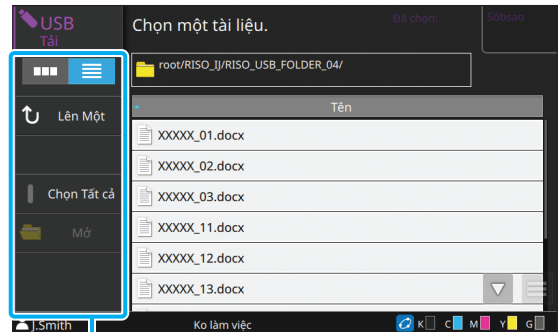 USB
Tải
Chọn một tài liệu.
Đã chọn:
Sốbsao
root/RISO_IJ/RISO_USB_FOLDER_04/
Lên Một
Chọn Tất cả
Mở
Tên
XXXXX_01.docx
XXXXX_02.docx
XXXXX_03.docx
XXXXX_11.docx
XXXXX_12.docx
XXXXX_13.docx
J.Smith
Ko làm việc
K C M Y G